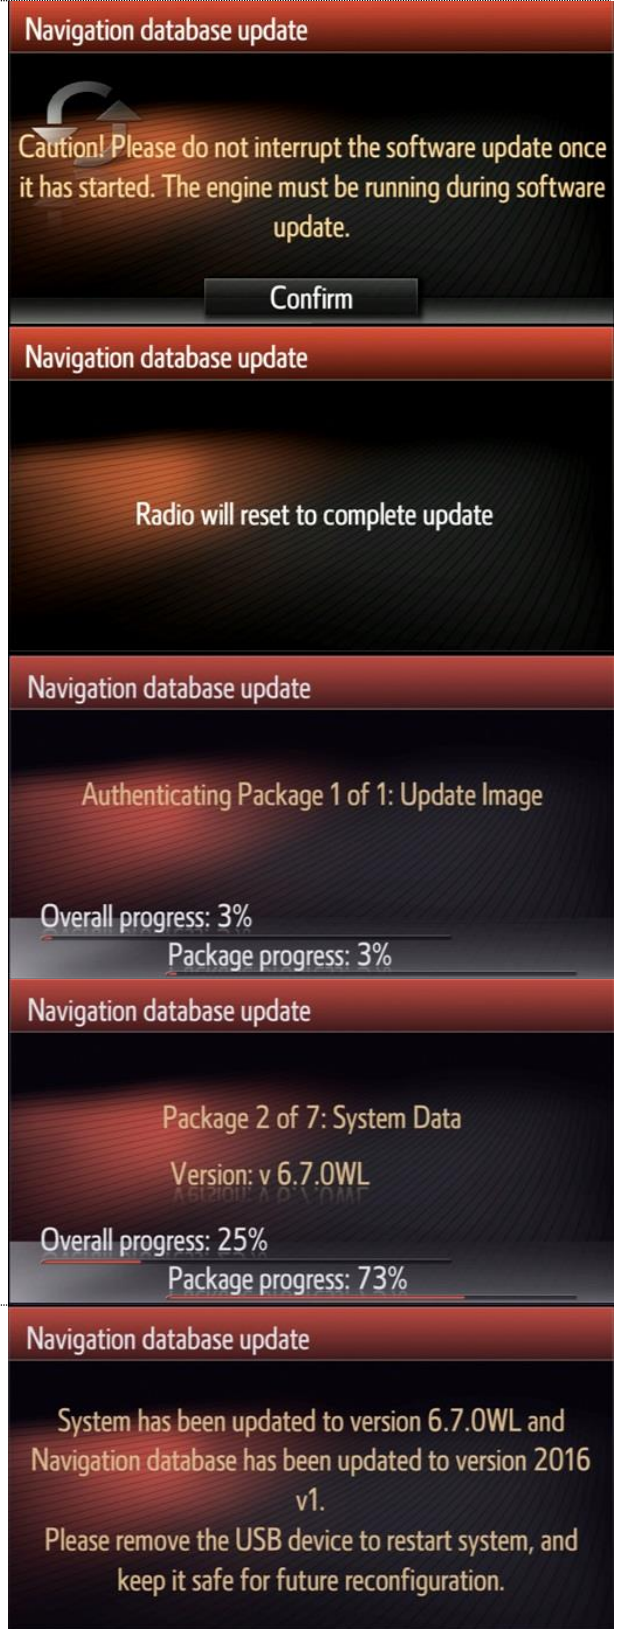 Navigation database update
Caution! Please do not interrupt the software update once
it has started. The engine must be running during software
update.
Confirm
Navigation database update
Radio will reset to complete update
Navigation database update
Authenticating Package 1 of 1: Update Image
Overall progress: 3%
Package progress: 3%
Navigation database update
Package 2 of 7: System Data
Version: v 6.7.0WL
Overall progress: 25%
Package progress: 73%
Navigation database update
System has been updated to version 6.7.0WL and
Navigation database has been updated to version 2016
v1.
Please remove the USB device to restart system, and
keep it safe for future reconfiguration.